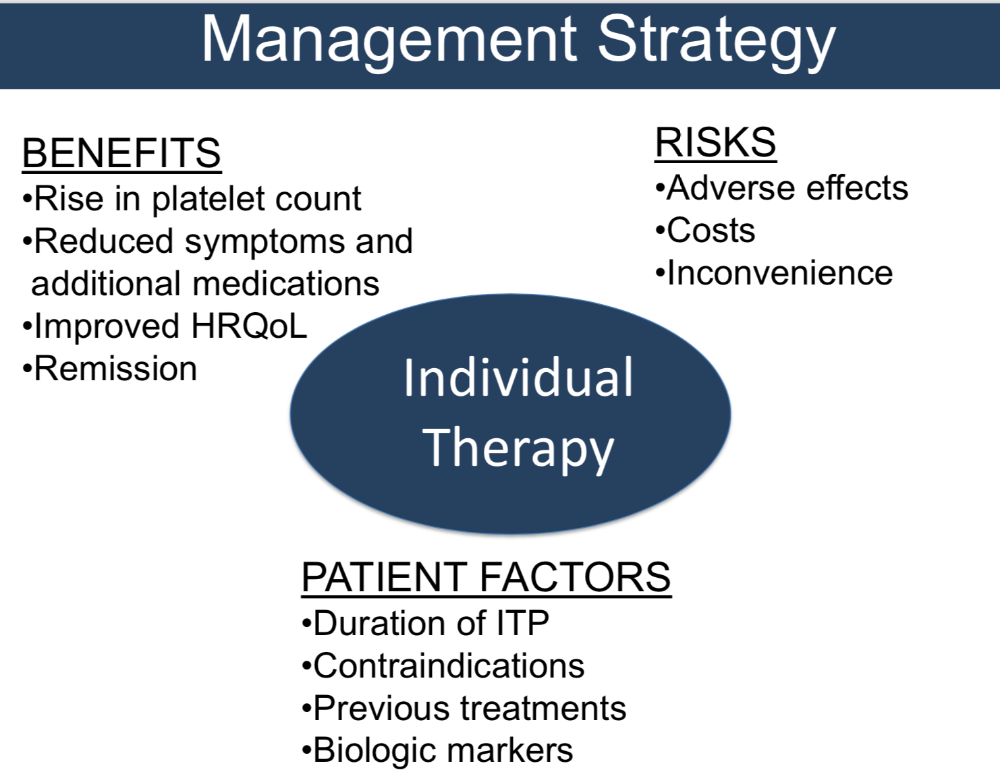 Management Strategy
BENEFITS
•Rise in platelet count
•Reduced symptoms and
additional medications
•Improved HRQoL
•Remission
RISKS
•Adverse effects
•Costs
•Inconvenience
Individual
Therapy
PATIENT FACTORS
•Duration of ITP
•Contraindications
•Previous treatments
•Biologic markers